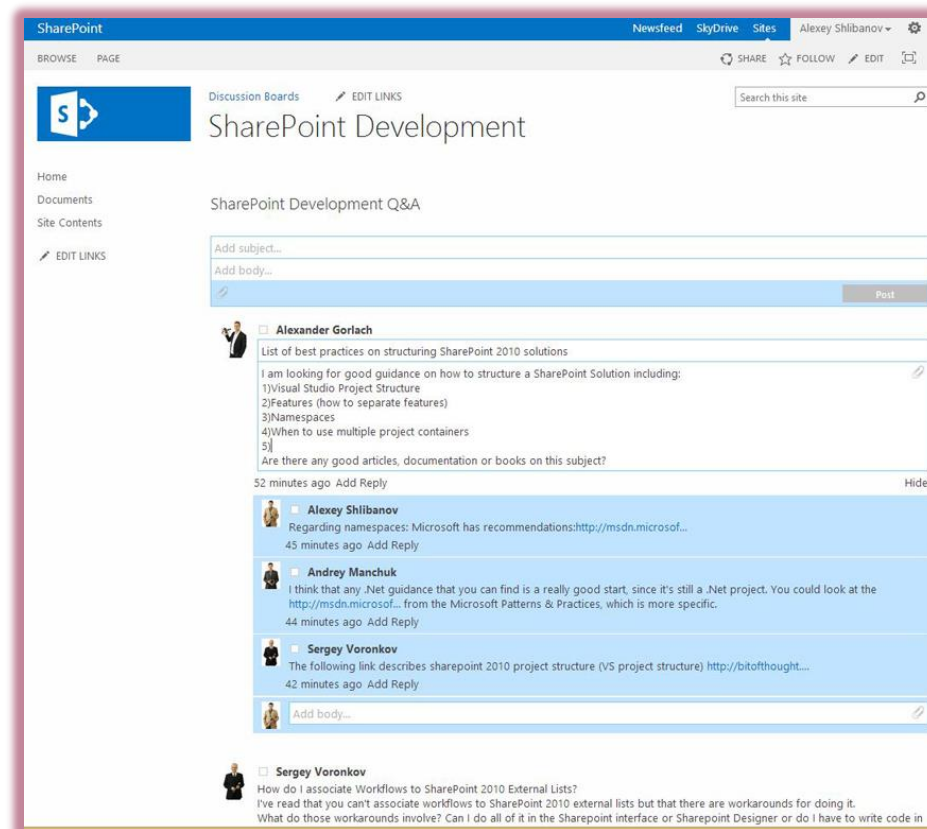 SharePoint
Newsfeed SkyDrive Sites Alexey Shlibanov
BROWSE PAGE
SHARE FOLLOW EDIT
S
Discussion Boards EDIT LINKS
Search this site
SharePoint Development
Home
Documents
Site Contents
EDIT LINKS
SharePoint Development Q&A
Add subject...
Add body...
Post
Alexander Gorlach
List of best practices on structuring SharePoint 2010 solutions
I am looking for good guidance on how to structure a SharePoint Solution including:
1)Visual Studio Project Structure
2)Features (how to separate features)
3)Namespaces
4)When to use multiple project containers
5)
Are there any good articles, documentation or books on this subject?
52 minutes ago Add Reply
Hide
Alexey Shlibanov
Regarding namespaces: Microsoft has recommendations:http://msdn.microsof...
45 minutes ago Add Reply
Andrey Manchuk
I think that any .Net guidance that you can find is a really good start, since it's still a .Net project. You could look at the
http://msdn.microsof... from the Microsoft Patterns & Practices, which is more specific.
44 minutes ago Add Reply
Sergey Voronkov
The following link describes sharepoint 2010 project structure (VS project structure) http://bitofthought....
42 minutes ago Add Reply
Add body...
Sergey Voronkov
How do I associate Workflows to SharePoint 2010 External Lists?
I've read that you can't associate workflows to SharePoint 2010 external lists but that there are workarounds for doing it.
What do those workarounds involve? Can I do all of it in the Sharepoint interface or Sharepoint Designer or do I have to write code in